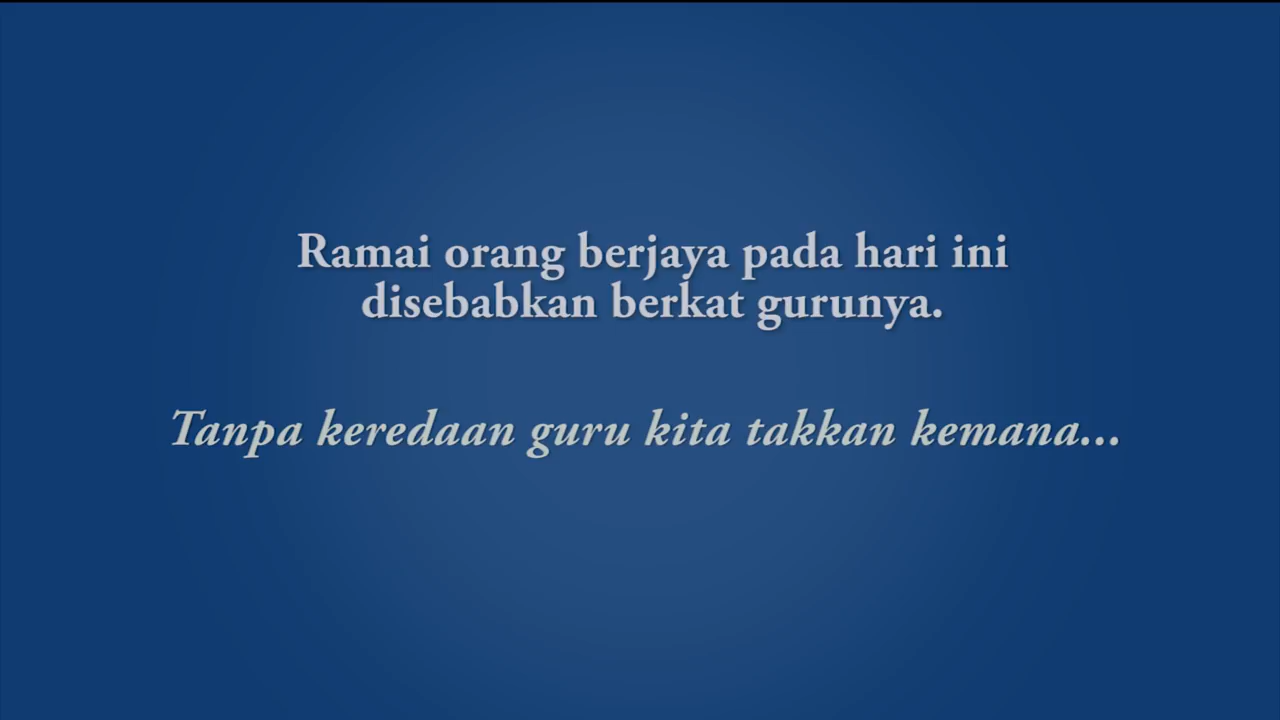 Ramai orang berjaya pada hari ini
disebabkan berkat gurunya.
Tanpa keredaan guru kita takkan kemana...